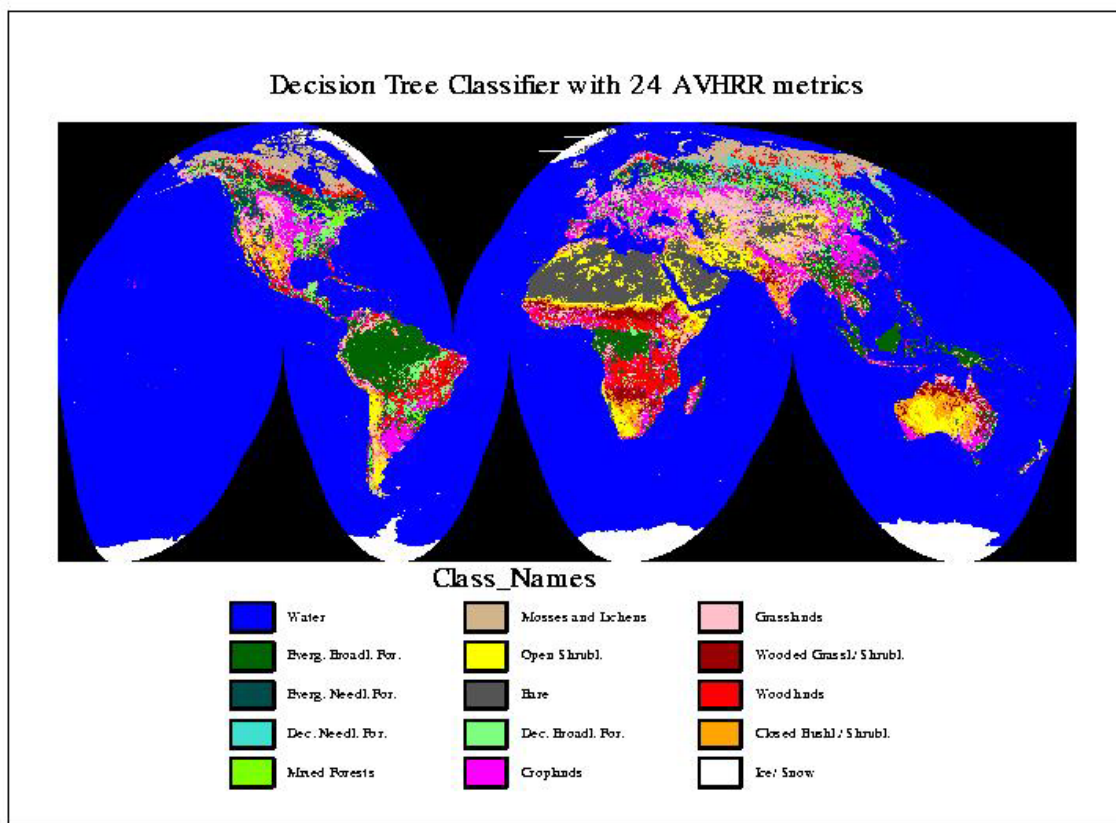 Decision Tree Classifier with 24 AVHRR metrics
Class_Names
Water
Mosses and Lichens
Grasslands
Everg. Broadl. For.
Open Shrubl.
Wooded Grassl./ Shrubl.
Everg. Needl. For.
Bare
Woodlands
Dec. Needl. For.
Dec. Broadl. For.
Closed Bushl./ Shrubl.
Mixed Forests
Croplands
Ice/ Snow